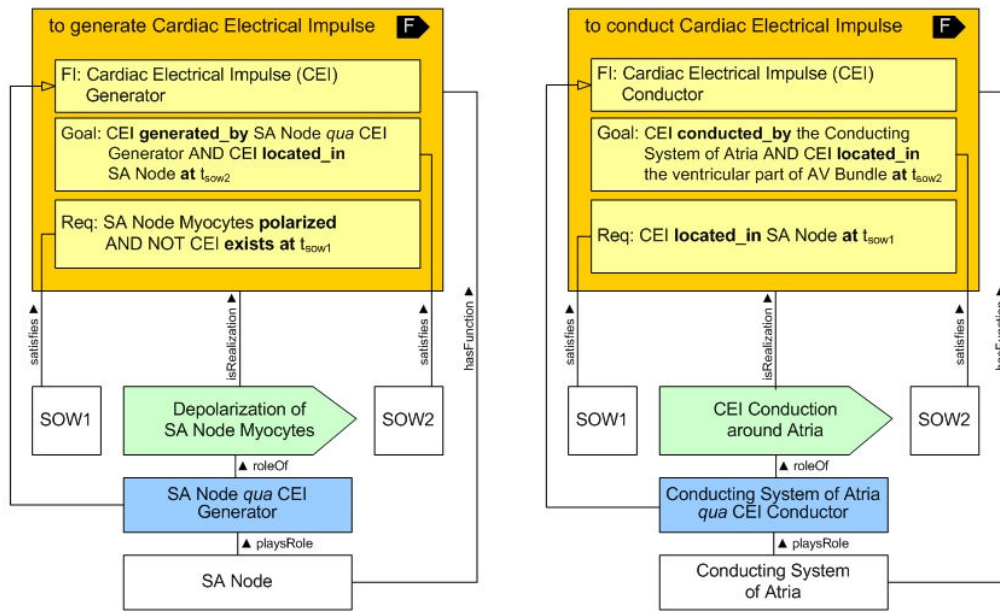 to generate Cardiac Electrical Impulse F
FI: Cardiac Electrical Impulse (CEI)
Generator
Goal: CEI generated_by SA Node qua CEI
Generator AND CEI located_in
SA Node at tsow2
Req: SA Node Myocytes polarized
AND NOT CEI exists at tsow1
satisfies ▲
isRealization ▲
satisfies ▲
hasFunction ▲
SOW1
Depolarization of
SA Node Myocytes
SOW2
▲ roleOf
SA Node qua CEI
Generator
▲ playsRole
SA Node
to conduct Cardiac Electrical Impulse F
FI: Cardiac Electrical Impulse (CEI)
Conductor
Goal: CEI conducted_by the Conducting
System of Atria AND CEI located_in
the ventricular part of AV Bundle at tsow2
Req: CEI located_in SA Node at tsow1
satisfies ▲
isRealization ▲
satisfies ▲
hasFunction ▲
SOW1
CEI Conduction
around Atria
SOW2
▲ roleOf
Conducting System of Atria
qua CEI Conductor
▲ playsRole
Conducting System
of Atria